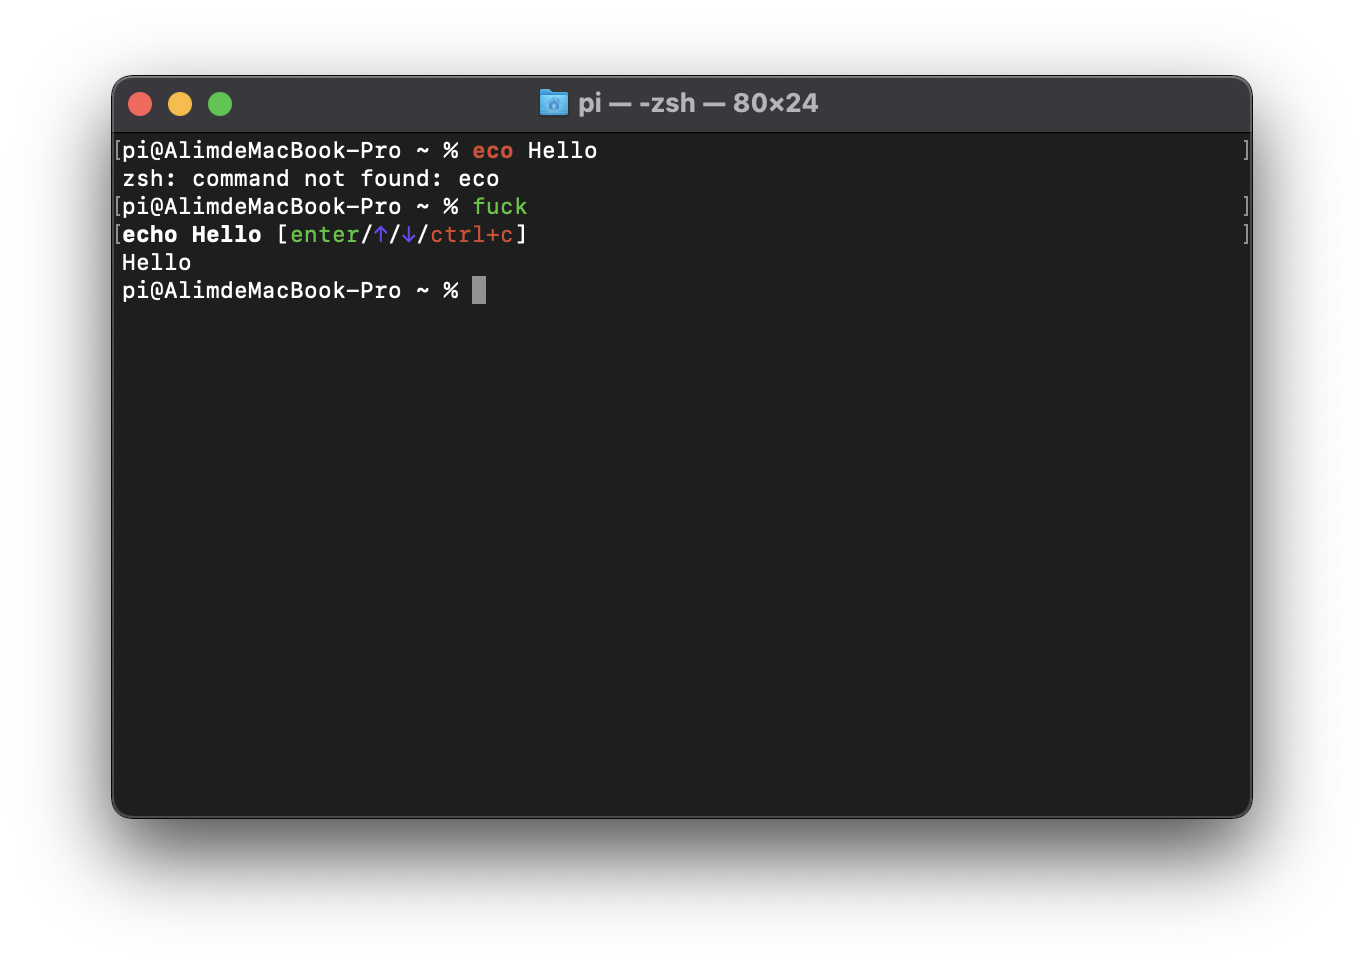 pi — -zsh — 80×24
[pi@AlimdeMacBook-Pro ~ % eco Hello ]
zsh: command not found: eco
[pi@AlimdeMacBook-Pro ~ % fuck ]
[echo Hello [enter/↑/↓/ctrl+c] ]
Hello
pi@AlimdeMacBook-Pro ~ %